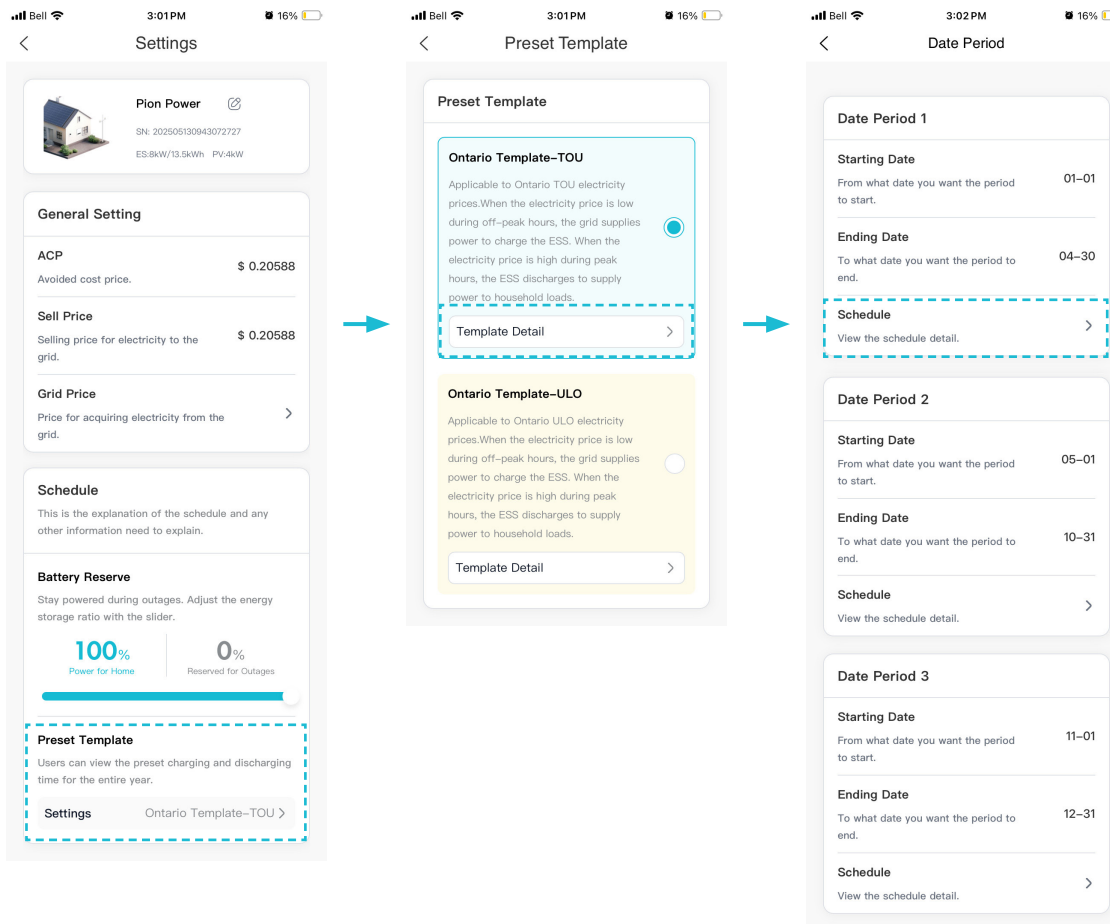 Bell
3:01 PM
16%
Settings
Pion Power
SN: 202505130943072727
ES:8kW/13.5kWh PV:4kW
General Setting
ACP
Avoided cost price.
$ 0.20588
Sell Price
Selling price for electricity to the
grid.
$ 0.20588
Grid Price
Price for acquiring electricity from the
grid.
Schedule
This is the explanation of the schedule and any
other information need to explain.
Battery Reserve
Stay powered during outages. Adjust the energy
storage ratio with the slider.
100%
Power for Home
0%
Reserved for Outages
Preset Template
Users can view the preset charging and discharging
time for the entire year.
Settings
Ontario Template-TOU
Bell
3:01 PM
16%
Preset Template
Preset Template
Ontario Template-TOU
Applicable to Ontario TOU electricity
prices.When the electricity price is low
during off-peak hours, the grid supplies
power to charge the ESS. When the
electricity price is high during peak
hours, the ESS discharges to supply
power to household loads.
Template Detail
Ontario Template-ULO
Applicable to Ontario ULO electricity
prices.When the electricity price is low
during off-peak hours, the grid supplies
power to charge the ESS. When the
electricity price is high during peak
hours, the ESS discharges to supply
power to household loads.
Template Detail
Bell
3:02 PM
16%
Date Period
Date Period 1
Starting Date
From what date you want the period
to start.
01-01
Ending Date
To what date you want the period to
end.
04-30
Schedule
View the schedule detail.
Date Period 2
Starting Date
From what date you want the period
to start.
05-01
Ending Date
To what date you want the period to
end.
10-31
Schedule
View the schedule detail.
Date Period 3
Starting Date
From what date you want the period
to start.
11-01
Ending Date
To what date you want the period to
end.
12-31
Schedule
View the schedule detail.